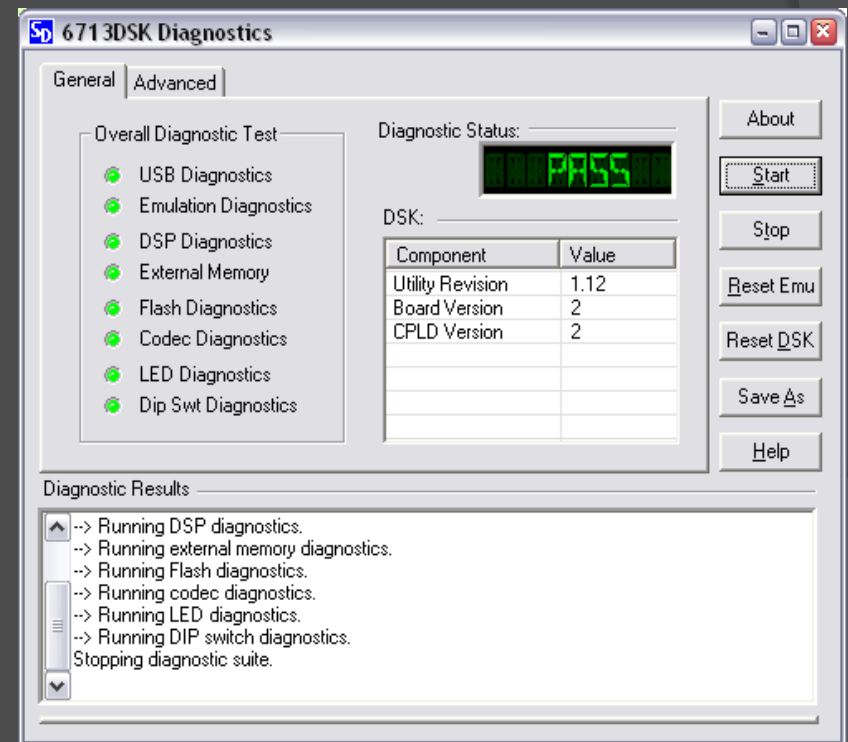 SD 6713DSK Diagnostics
General Advanced
Overall Diagnostic Test
USB Diagnostics
Emulation Diagnostics
DSP Diagnostics
External Memory
Flash Diagnostics
Codec Diagnostics
LED Diagnostics
Dip Swt Diagnostics
Diagnostic Status:
PASS
DSK:
Component Value
Utility Revision 1.12
Board Version 2
CPLD Version 2
About
Start
Stop
Reset Emu
Reset DSK
Save As
Help
Diagnostic Results
--> Running DSP diagnostics.
--> Running external memory diagnostics.
--> Running Flash diagnostics.
--> Running codec diagnostics.
--> Running LED diagnostics.
--> Running DIP switch diagnostics.
Stopping diagnostic suite.